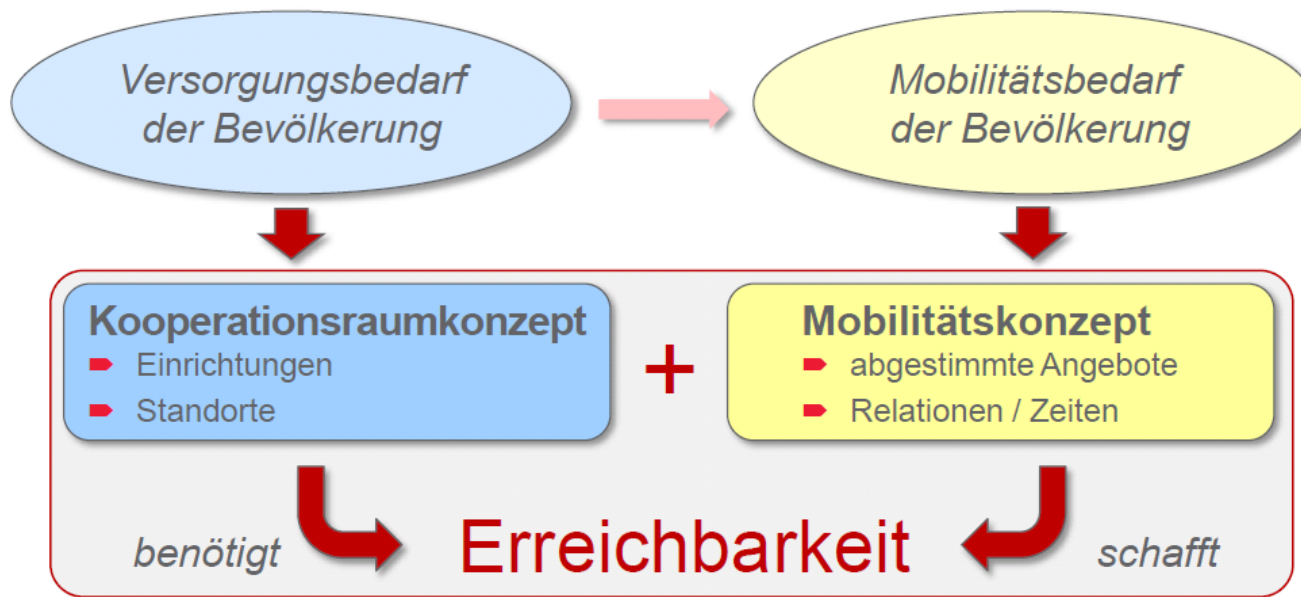 Versorgungsbedarf
der Bevölkerung
Mobilitätsbedarf
der Bevölkerung
Kooperationsraumkonzept
Einrichtungen
Standorte
+
Mobilitätskonzept
abgestimmte Angebote
Relationen / Zeiten
benötigt
Erreichbarkeit
schafft